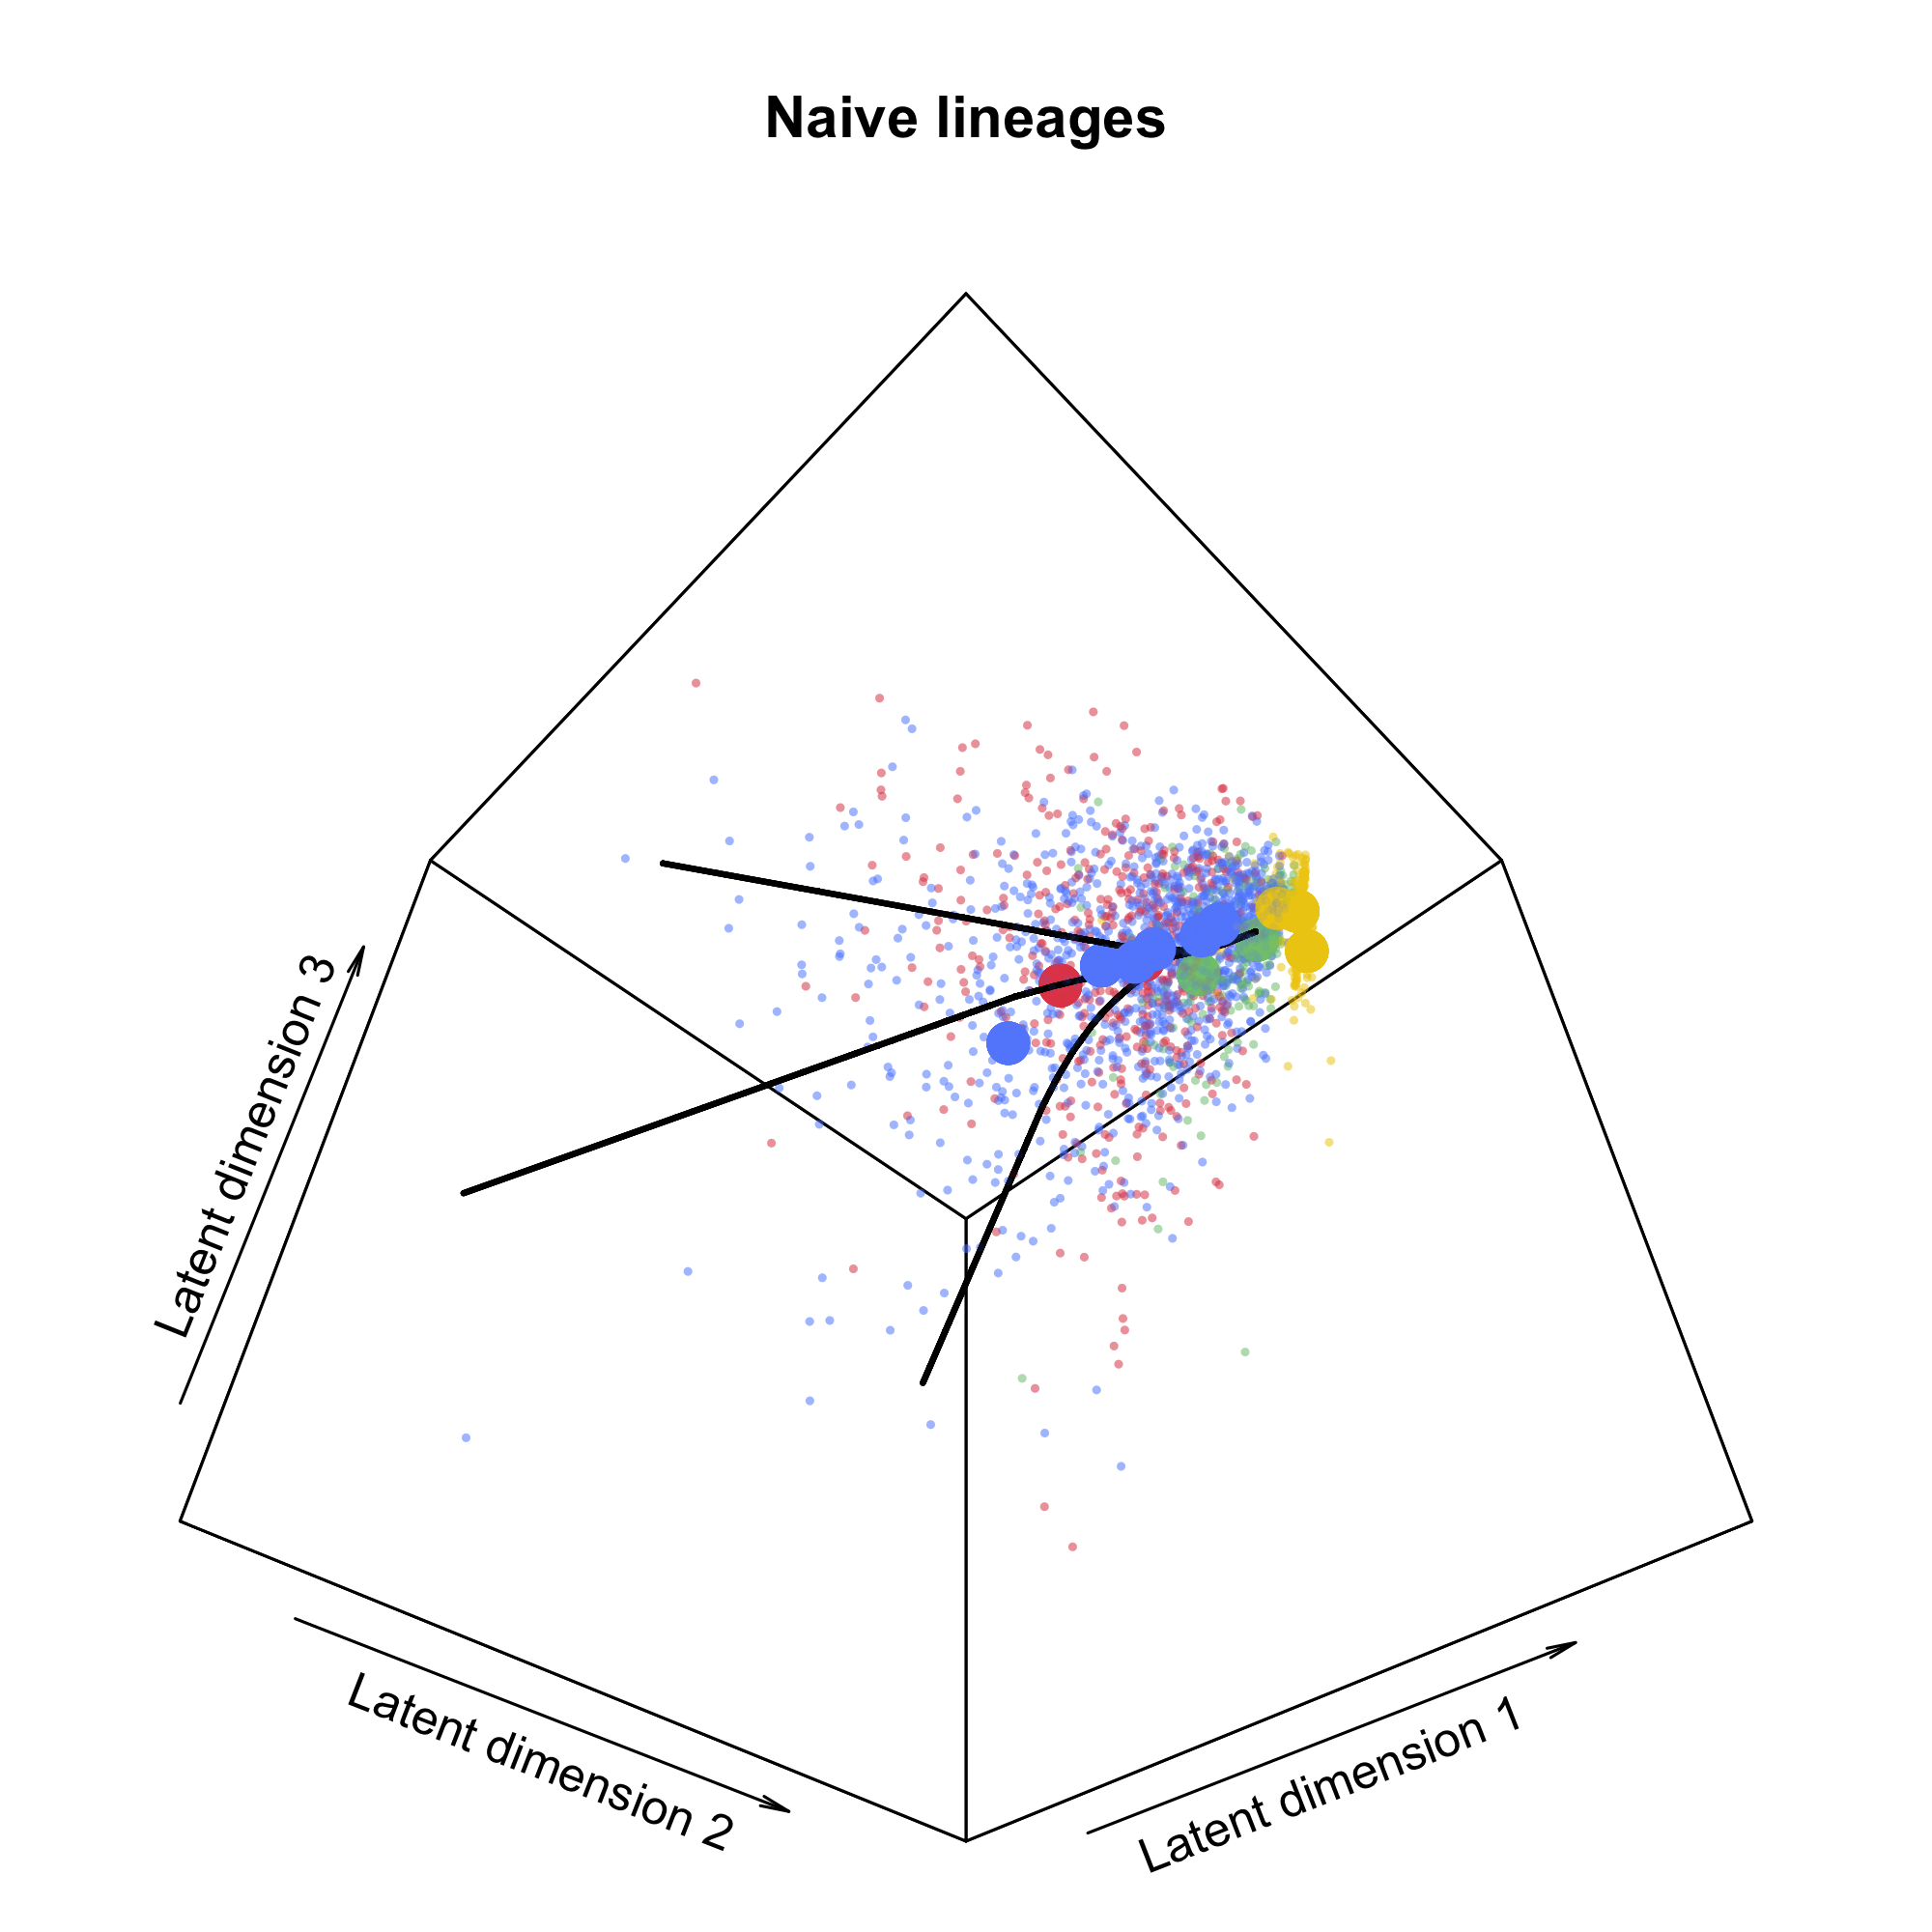 Naive lineages
Latent dimension 3
Latent dimension 2
Latent dimension 1